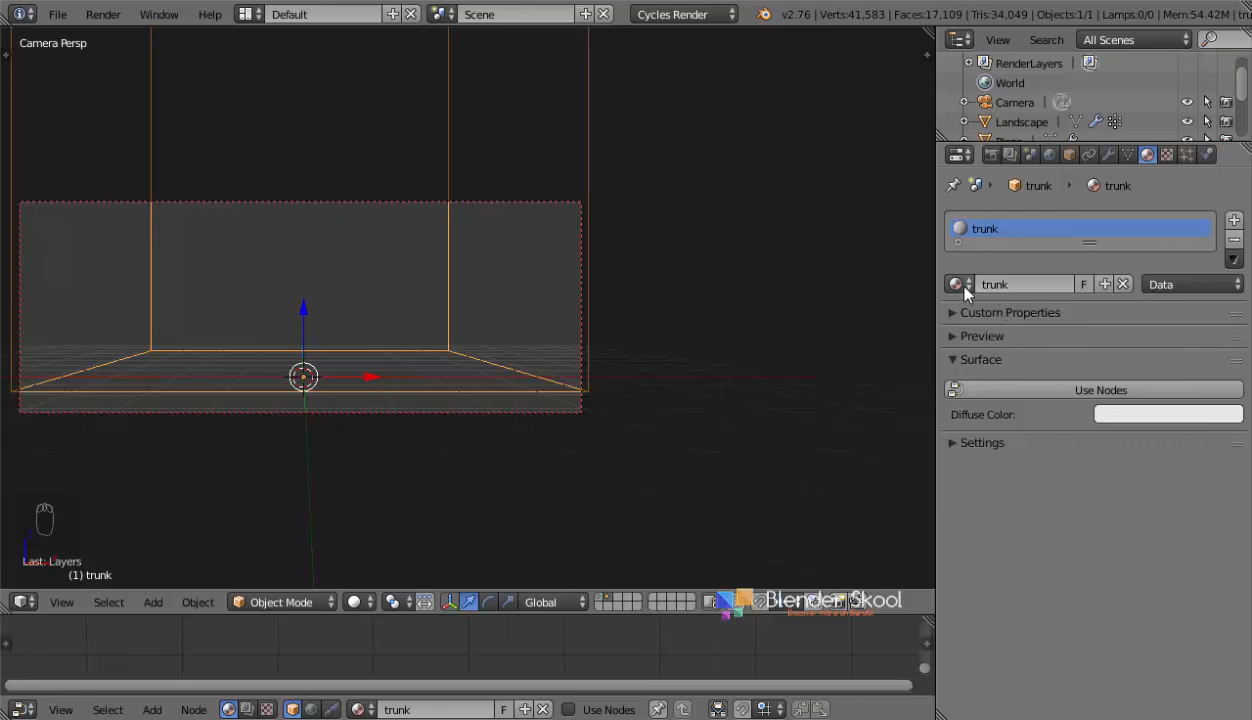 File Render Window Help Default Scene Cycles Render v2.76 | Verts:41,583 | Faces:17,109 | Tris:34,049 | Objects:1/1 | Lamps:0/0 | Mem:54.42M | tru
Camera Persp
View Search All Scenes
RenderLayers
World
Camera
Landscape
trunk trunk
trunk
trunk F Data
Custom Properties
Preview
Surface
Use Nodes
Diffuse Color:
Settings
Last: Layers
(1) trunk
View Select Add Object Object Mode Global
Blender Skool
View Select Add Node trunk F Use Nodes